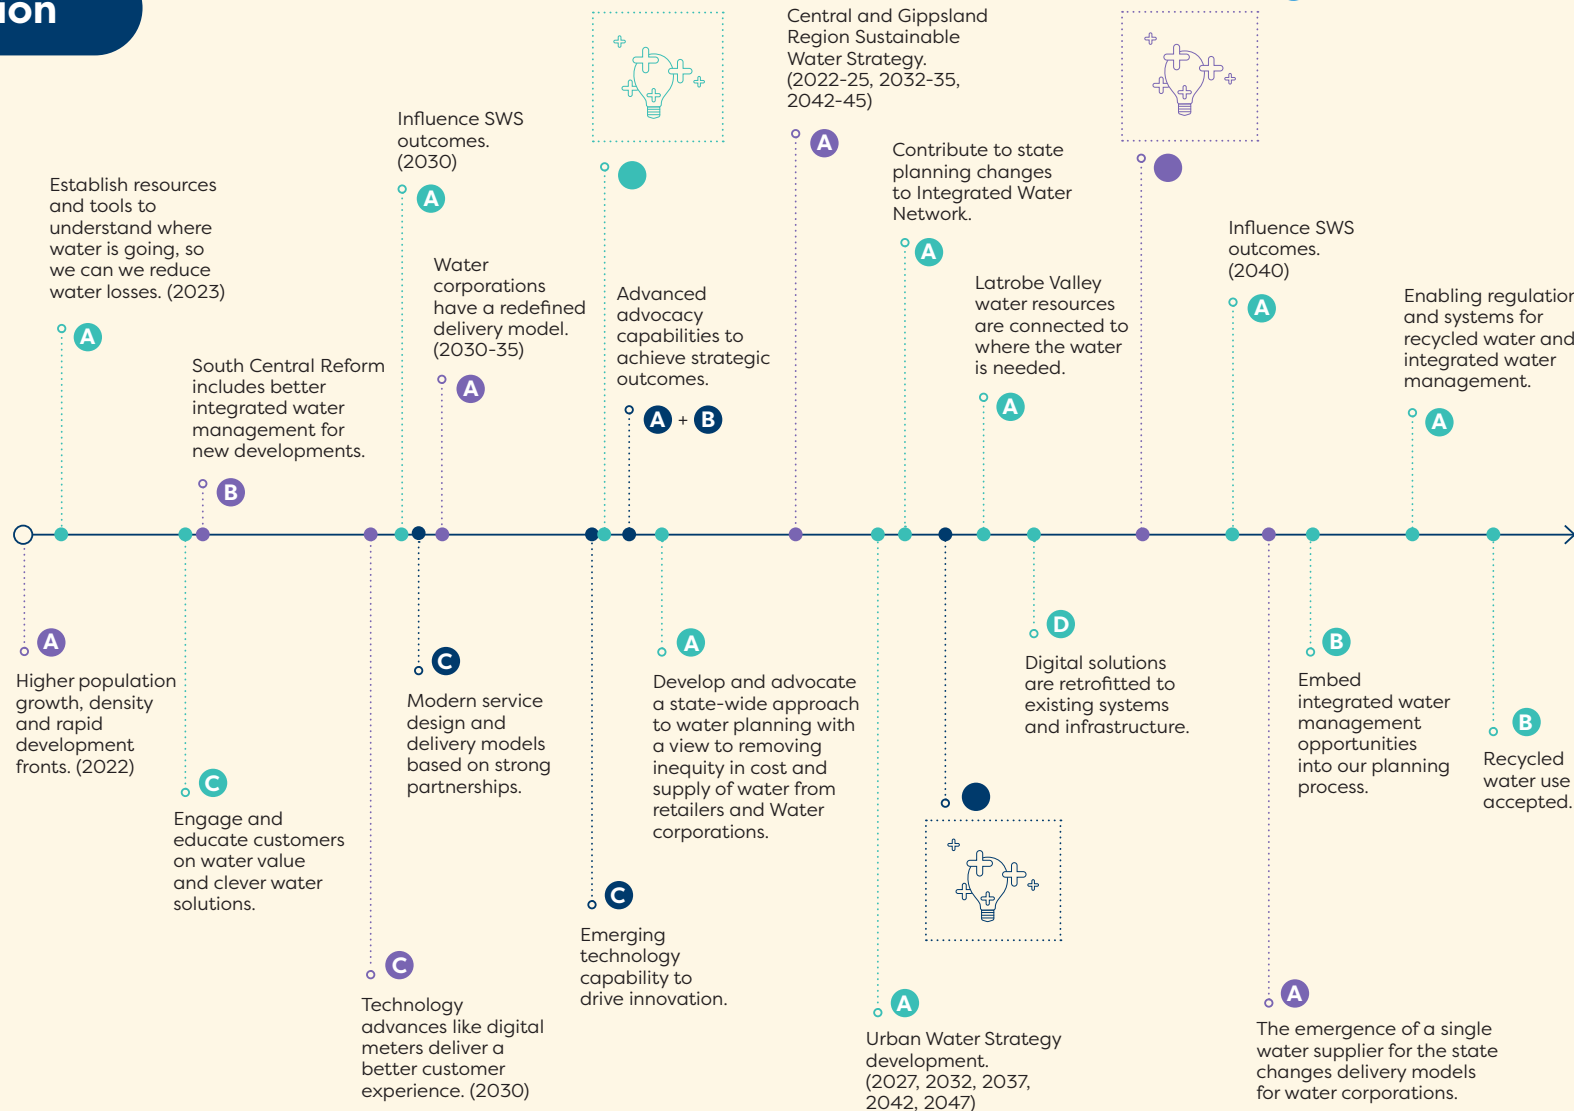 ion
Establish resources
and tools to
understand where
water is going, so
we can we reduce
water losses. (2023)
A
South Central Reform
includes better
integrated water
management for
new developments.
B
Influence SWS
outcomes.
(2030)
A
Water
corporations
have a redefined
delivery model.
(2030-35)
A
Advanced
advocacy
capabilities to
achieve strategic
outcomes.
A + B
Central and Gippsland
Region Sustainable
Water Strategy.
(2022-25, 2032-35,
2042-45)
A
Contribute to state
planning changes
to Integrated Water
Network.
A
Latrobe Valley
water resources
are connected to
where the water
is needed.
A
Influence SWS
outcomes.
(2040)
A
Enabling regulation
and systems for
recycled water and
integrated water
management.
A
A
Higher population
growth, density
and rapid
development
fronts. (2022)
C
Engage and
educate customers
on water value
and clever water
solutions.
C
Technology
advances like digital
meters deliver a
better customer
experience. (2030)
C
Modern service
design and
delivery models
based on strong
partnerships.
C
Emerging
technology
capability to
drive innovation.
A
Develop and advocate
a state-wide approach
to water planning with
a view to removing
inequity in cost and
supply of water from
retailers and Water
corporations.
A
Urban Water Strategy
development.
(2027, 2032, 2037,
2042, 2047)
D
Digital solutions
are retrofitted to
existing systems
and infrastructure.
A
The emergence of a single
water supplier for the state
changes delivery models
for water corporations.
B
Embed
integrated water
management
opportunities
into our planning
process.
B
Recycled
water use
accepted.